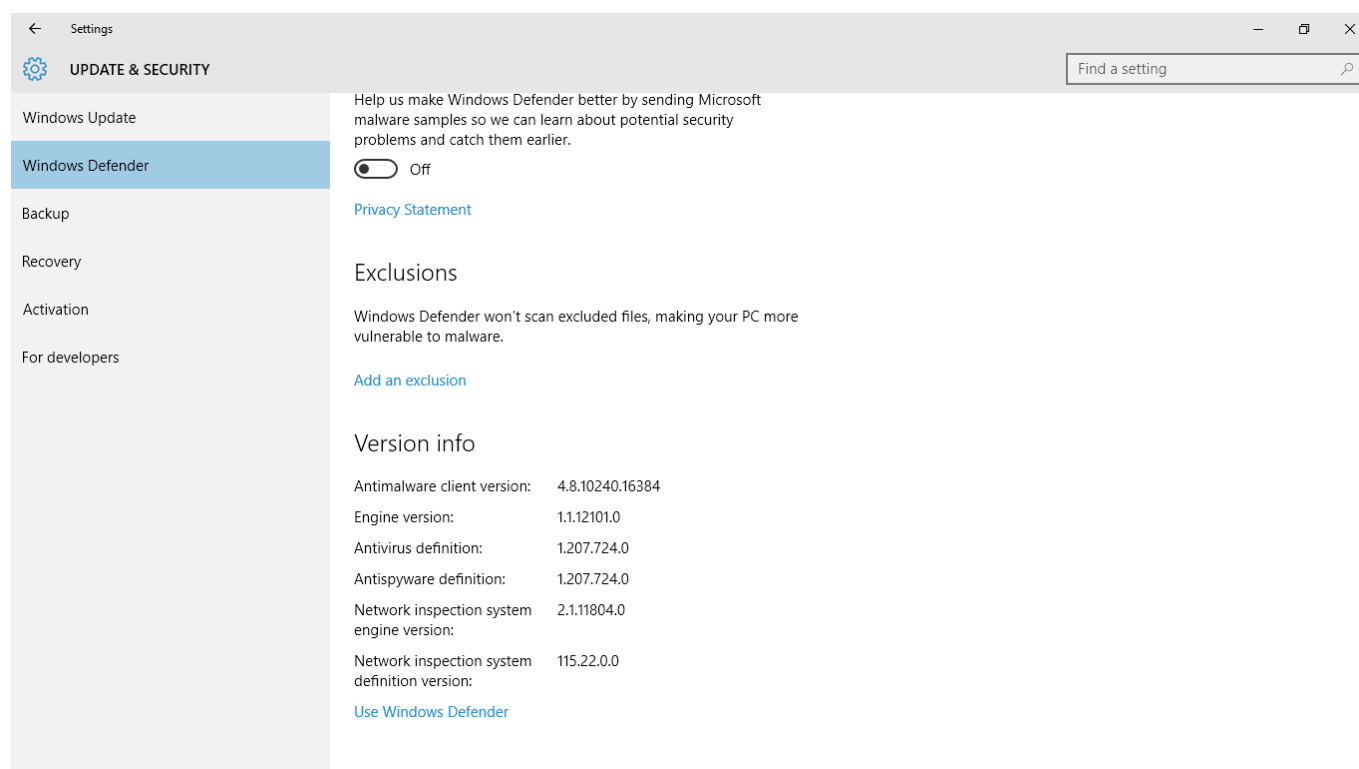 Settings
UPDATE & SECURITY
Find a setting
Windows Update
Windows Defender
Backup
Recovery
Activation
For developers
Help us make Windows Defender better by sending Microsoft
malware samples so we can learn about potential security
problems and catch them earlier.
Off
Privacy Statement
Exclusions
Windows Defender won't scan excluded files, making your PC more
vulnerable to malware.
Add an exclusion
Version info
Antimalware client version: 4.8.10240.16384
Engine version: 1.1.12101.0
Antivirus definition: 1.207.724.0
Antispyware definition: 1.207.724.0
Network inspection system 2.1.11804.0
engine version:
Network inspection system 115.22.0.0
definition version:
Use Windows Defender